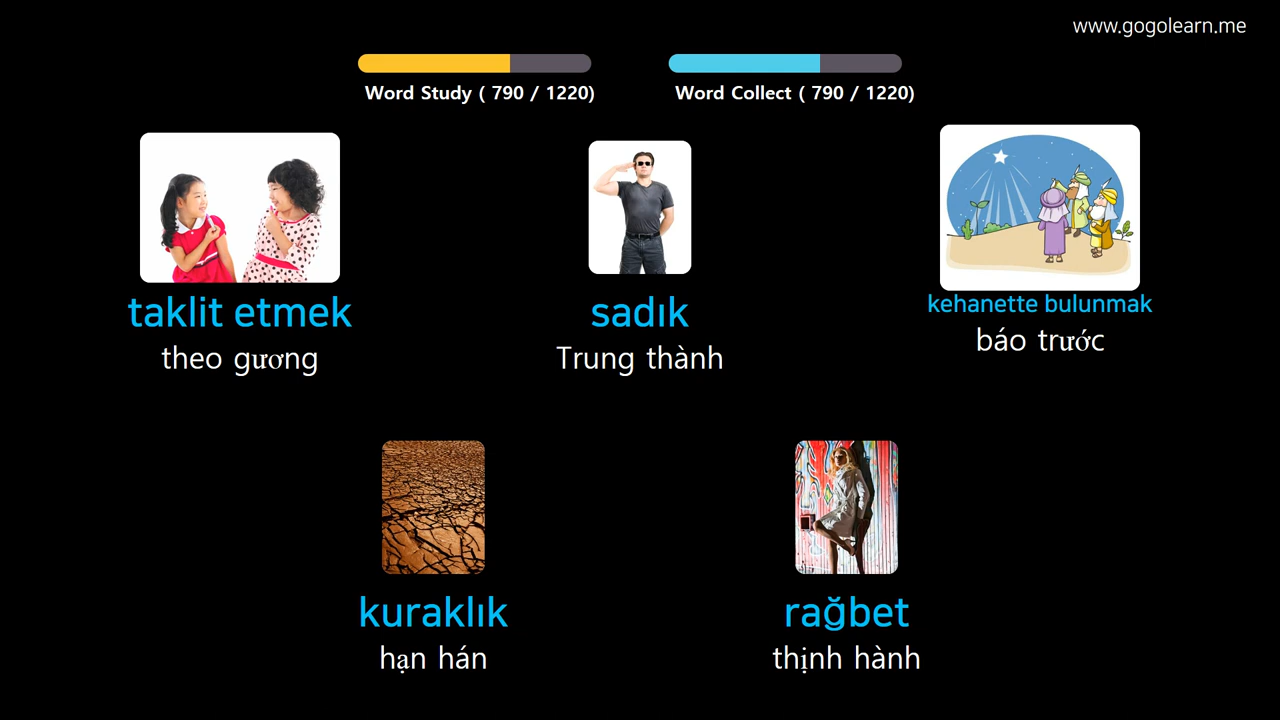 www.gogolearn.me
Word Study ( 790 / 1220)
Word Collect ( 790 / 1220)
taklit etmek
theo gương
sadık
Trung thành
kehanette bulunmak
báo trước
kuraklık
hạn hán
rağbet
thịnh hành